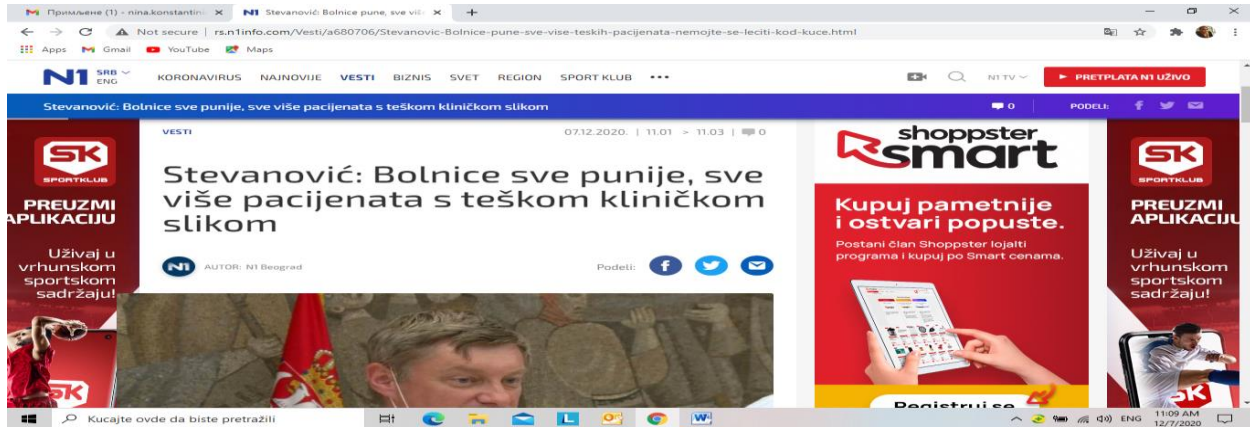 Примљене (1) - nina.konstantin
N1 Stevanović: Bolnice pune, sve viš
Not secure | rs.n1info.com/Vesti/a680706/Stevanovic-Bolnice-pune-sve-vise-teskih-pacijenata-nemojte-se-leciti-kod-kuce.html
Apps Gmail YouTube Maps
N1 SRB ENG KORONAVIRUS NAJNOVIJE VESTI BIZNIS SVET REGION SPORT KLUB ••• N1 TV PRETPLATA N1 UŽIVO
Stevanović: Bolnice sve punije, sve više pacijenata s teškom kliničkom slikom 0 PODELI:
SK
SPORTKLUB
PREUZMI
APLIKACIJU
Uživaj u
vrhunskom
sportskom
sadržaju!
SK
VESTI 07.12.2020. | 11.01 > 11.03 | 0
Stevanović: Bolnice sve punije, sve
više pacijenata s teškom kliničkom
slikom
N1 AUTOR: N1 Beograd Podeli:
shoppster
smart
Kupuj pametnije
i ostvari popuste.
Postani član Shoppster lojalti
programa i kupuj po Smart cenama.
Registruj se
SK
SPORTKLUB
PREUZMI
APLIKACIJU
Uživaj u
vrhunskom
sportskom
sadržaju!
SK
Kucajte ovde da biste pretražili
ENG 11:09 AM
12/7/2020